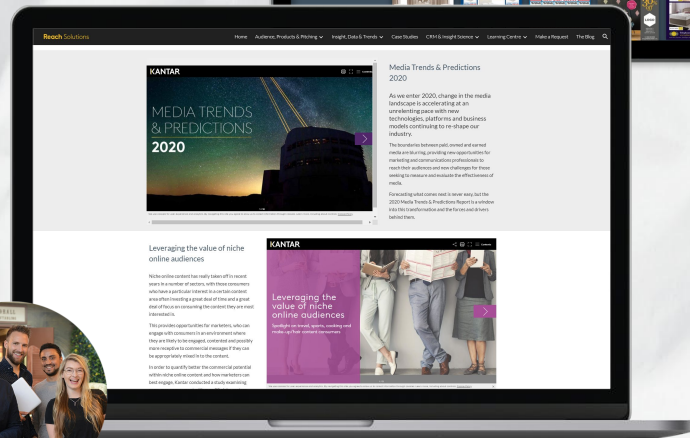 Reach Solutions
Home
Audience, Products & Pitching
Insight, Data & Trends
Case Studies
CRM & Insight Science
Learning Centre
Make a Request
The Blog
KANTAR
MEDIA TRENDS
& PREDICTIONS
2020
Media Trends & Predictions
2020
As we enter 2020, change in the media
landscape is accelerating at an
unrelenting pace with new
technologies, platforms and business
models continuing to re-shape our
industry.
The boundaries between paid, owned and earned
media are blurring, providing new opportunities for
marketing and communications professionals to
reach their audiences and new challenges for those
seeking to measure and evaluate the effectiveness of
media.
Forecasting what comes next is never easy, but the
2020 Media Trends & Predictions Report is a window
into this transformation and the forces and drivers
behind them.
Leveraging the value of niche
online audiences
Niche online content has really taken off in recent
years in a number of sectors, with those consumers
who have a particular interest in a certain content
area often investing a great deal of time and a great
deal of focus on consuming the content they are most
interested in.
This provides opportunities for marketers, who can
engage with consumers in an environment where
they are likely to be engaged, contented and possibly
more receptive to commercial messages if they can
be appropriately mixed in to the content.
In order to quantify better the commercial potential
within niche online content and how marketers can
best engage, Kantar conducted a study examining
KANTAR
Leveraging the
value of niche
online audiences
Spotlight on travel, sports, cooking and
make-up/hair content consumers